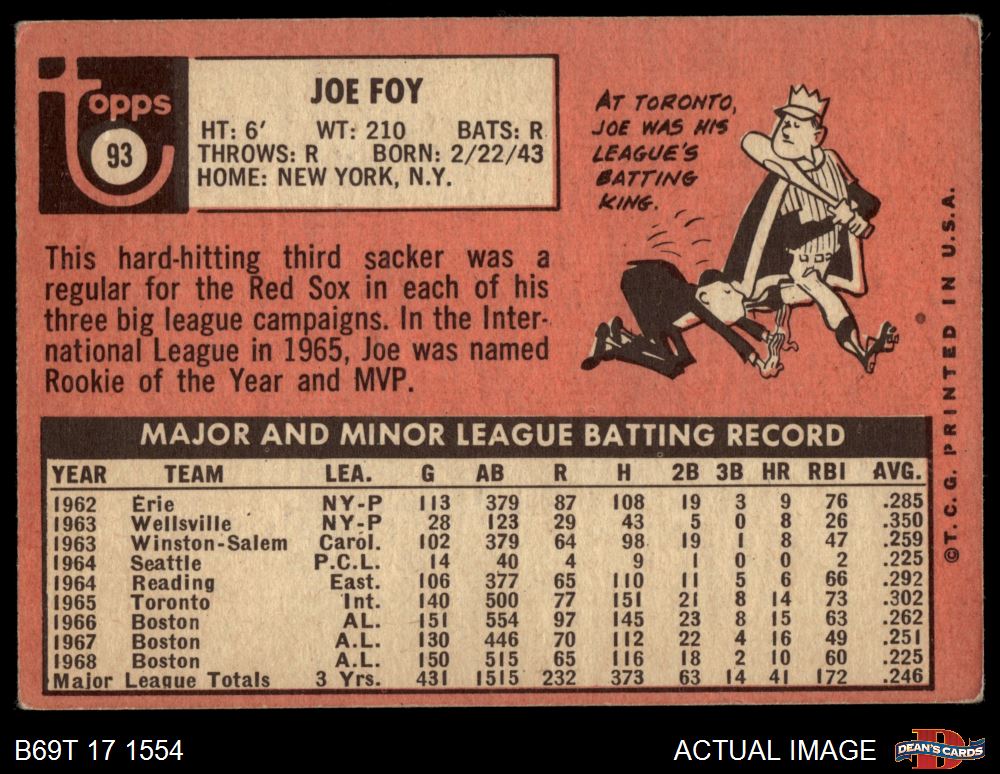 Topps
93
JOE FOY
HT: 6' WT: 210 BATS: R
THROWS: R BORN: 2/22/43
HOME: NEW YORK, N.Y.
This hard-hitting third sacker was a
regular for the Red Sox in each of his
three big league campaigns. In the Inter-
national League in 1965, Joe was named
Rookie of the Year and MVP.
AT TORONTO,
JOE WAS HIS
LEAGUE'S
BATTING
KING.
©T.C.G. PRINTED IN U.S.A.
MAJOR AND MINOR LEAGUE BATTING RECORD
YEAR TEAM LEA. G AB R H 2B 3B HR RBI AVG.
1962 Erie NY-P 113 379 87 108 19 3 9 76 .285
1963 Wellsville NY-P 28 123 29 43 5 0 8 26 .350
1963 Winston-Salem Carol. 102 379 64 98 19 1 8 47 .259
1964 Seattle P.C.L. 14 40 4 9 1 0 0 2 .225
1964 Reading East. 106 377 65 110 11 5 6 66 .292
1965 Toronto Int. 140 500 77 151 21 8 14 73 .302
1966 Boston AL. 151 554 97 145 23 8 15 63 .262
1967 Boston A.L. 130 446 70 112 22 4 16 49 .251
1968 Boston A.L. 150 515 65 116 18 2 10 60 .225
Major League Totals 3 Yrs. 431 1515 232 373 63 14 41 172 .246
B69T 17 1554
ACTUAL IMAGE
DEAN'S CARDS